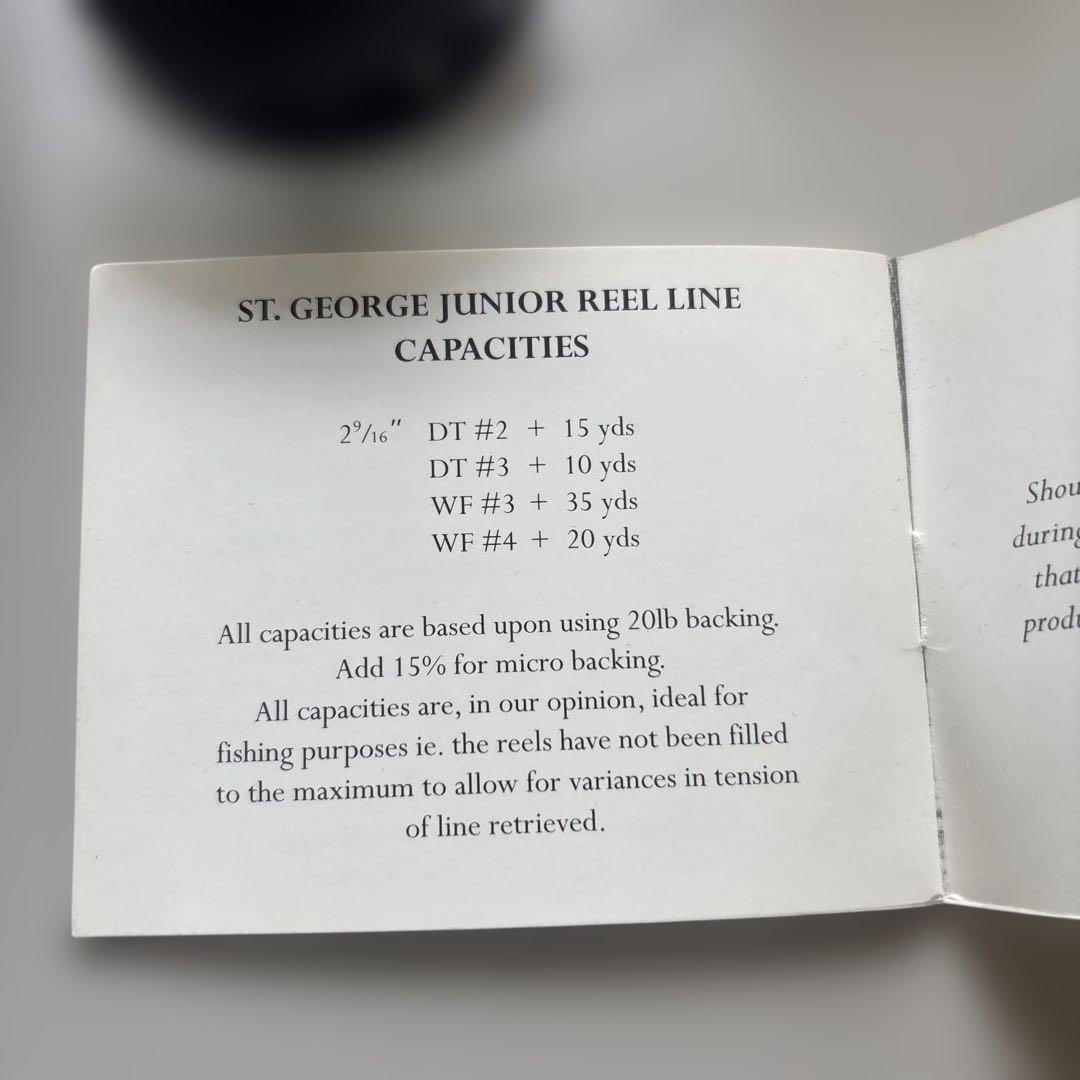 ST. GEORGE JUNIOR REEL LINE
CAPACITIES
2⁹/₁₆" DT #2 + 15 yds
DT #3 + 10 yds
WF #3 + 35 yds
WF #4 + 20 yds
All capacities are based upon using 20lb backing.
Add 15% for micro backing.
All capacities are, in our opinion, ideal for
fishing purposes ie. the reels have not been filled
to the maximum to allow for variances in tension
of line retrieved.
during
that